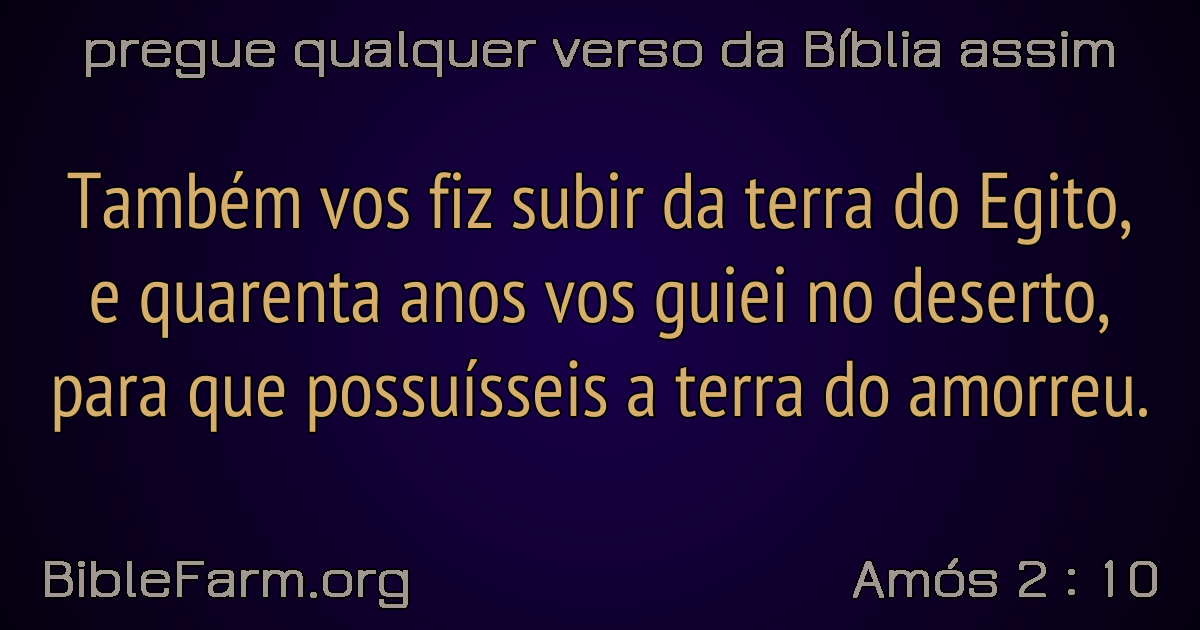 pregue qualquer verso da Bíblia assim
Também vos fiz subir da terra do Egito,
e quarenta anos vos guiei no deserto,
para que possuísseis a terra do amorreu.
BibleFarm.org
Amós 2 : 10